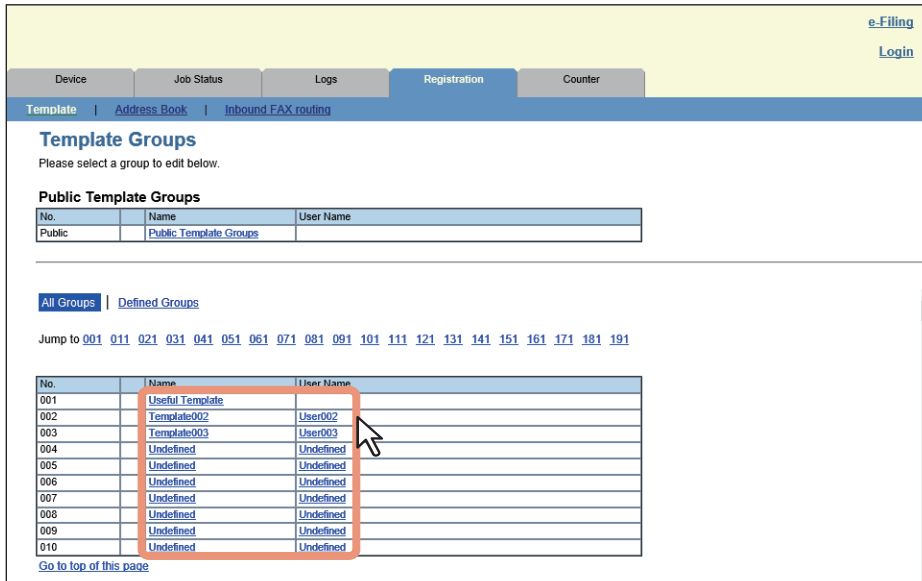 e-Filing
Login
Device Job Status Logs Registration Counter
Template | Address Book | Inbound FAX routing
Template Groups
Please select a group to edit below.
Public Template Groups
No. Name User Name
Public Public Template Groups
All Groups | Defined Groups
Jump to 001 011 021 031 041 051 061 071 081 091 101 111 121 131 141 151 161 171 181 191
No. Name User Name
001 Useful Template
002 Template002 User002
003 Template003 User003
004 Undefined Undefined
005 Undefined Undefined
006 Undefined Undefined
007 Undefined Undefined
008 Undefined Undefined
009 Undefined Undefined
010 Undefined Undefined
Go to top of this page